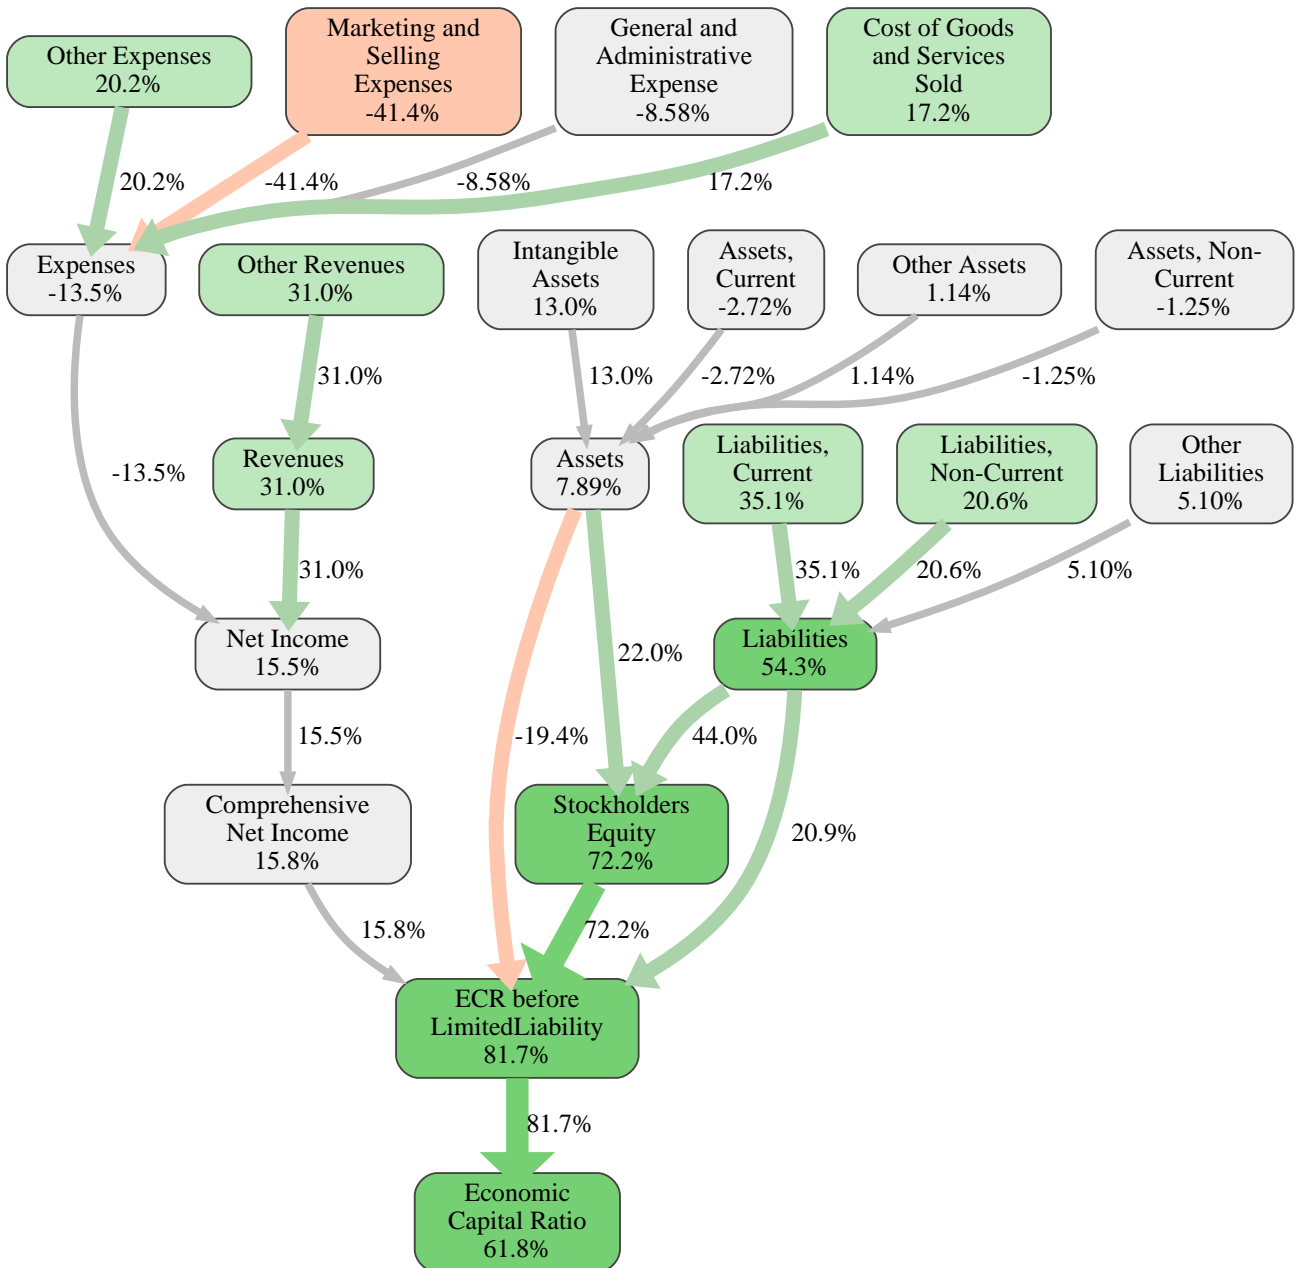 Other Expenses
20.2%
Marketing and
Selling
Expenses
-41.4%
General and
Administrative
Expense
-8.58%
Cost of Goods
and Services
Sold
17.2%
20.2%
-41.4%
-8.58%
17.2%
Expenses
-13.5%
Other Revenues
31.0%
Intangible
Assets
13.0%
Assets,
Current
-2.72%
Other Assets
1.14%
Assets, Non-
Current
-1.25%
31.0%
13.0%
-2.72%
1.14%
-1.25%
-13.5%
Revenues
31.0%
Assets
7.89%
Liabilities,
Current
35.1%
Liabilities,
Non-Current
20.6%
Other
Liabilities
5.10%
31.0%
35.1%
20.6%
5.10%
Net Income
15.5%
22.0%
Liabilities
54.3%
15.5%
-19.4%
44.0%
Comprehensive
Net Income
15.8%
Stockholders
Equity
72.2%
20.9%
15.8%
72.2%
ECR before
LimitedLiability
81.7%
81.7%
Economic
Capital Ratio
61.8%